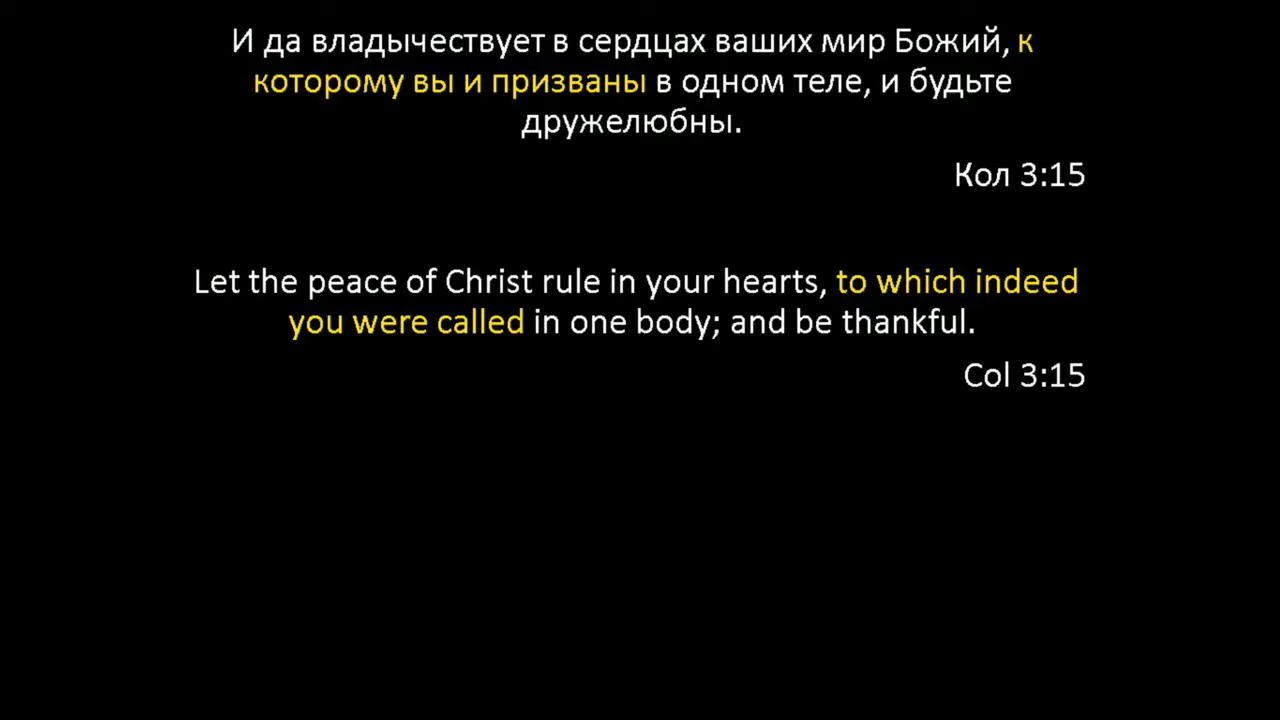 И да владычествует в сердцах ваших мир Божий, к
которому вы и призваны в одном теле, и будьте
дружелюбны.
Кол 3:15
Let the peace of Christ rule in your hearts, to which indeed
you were called in one body; and be thankful.
Col 3:15